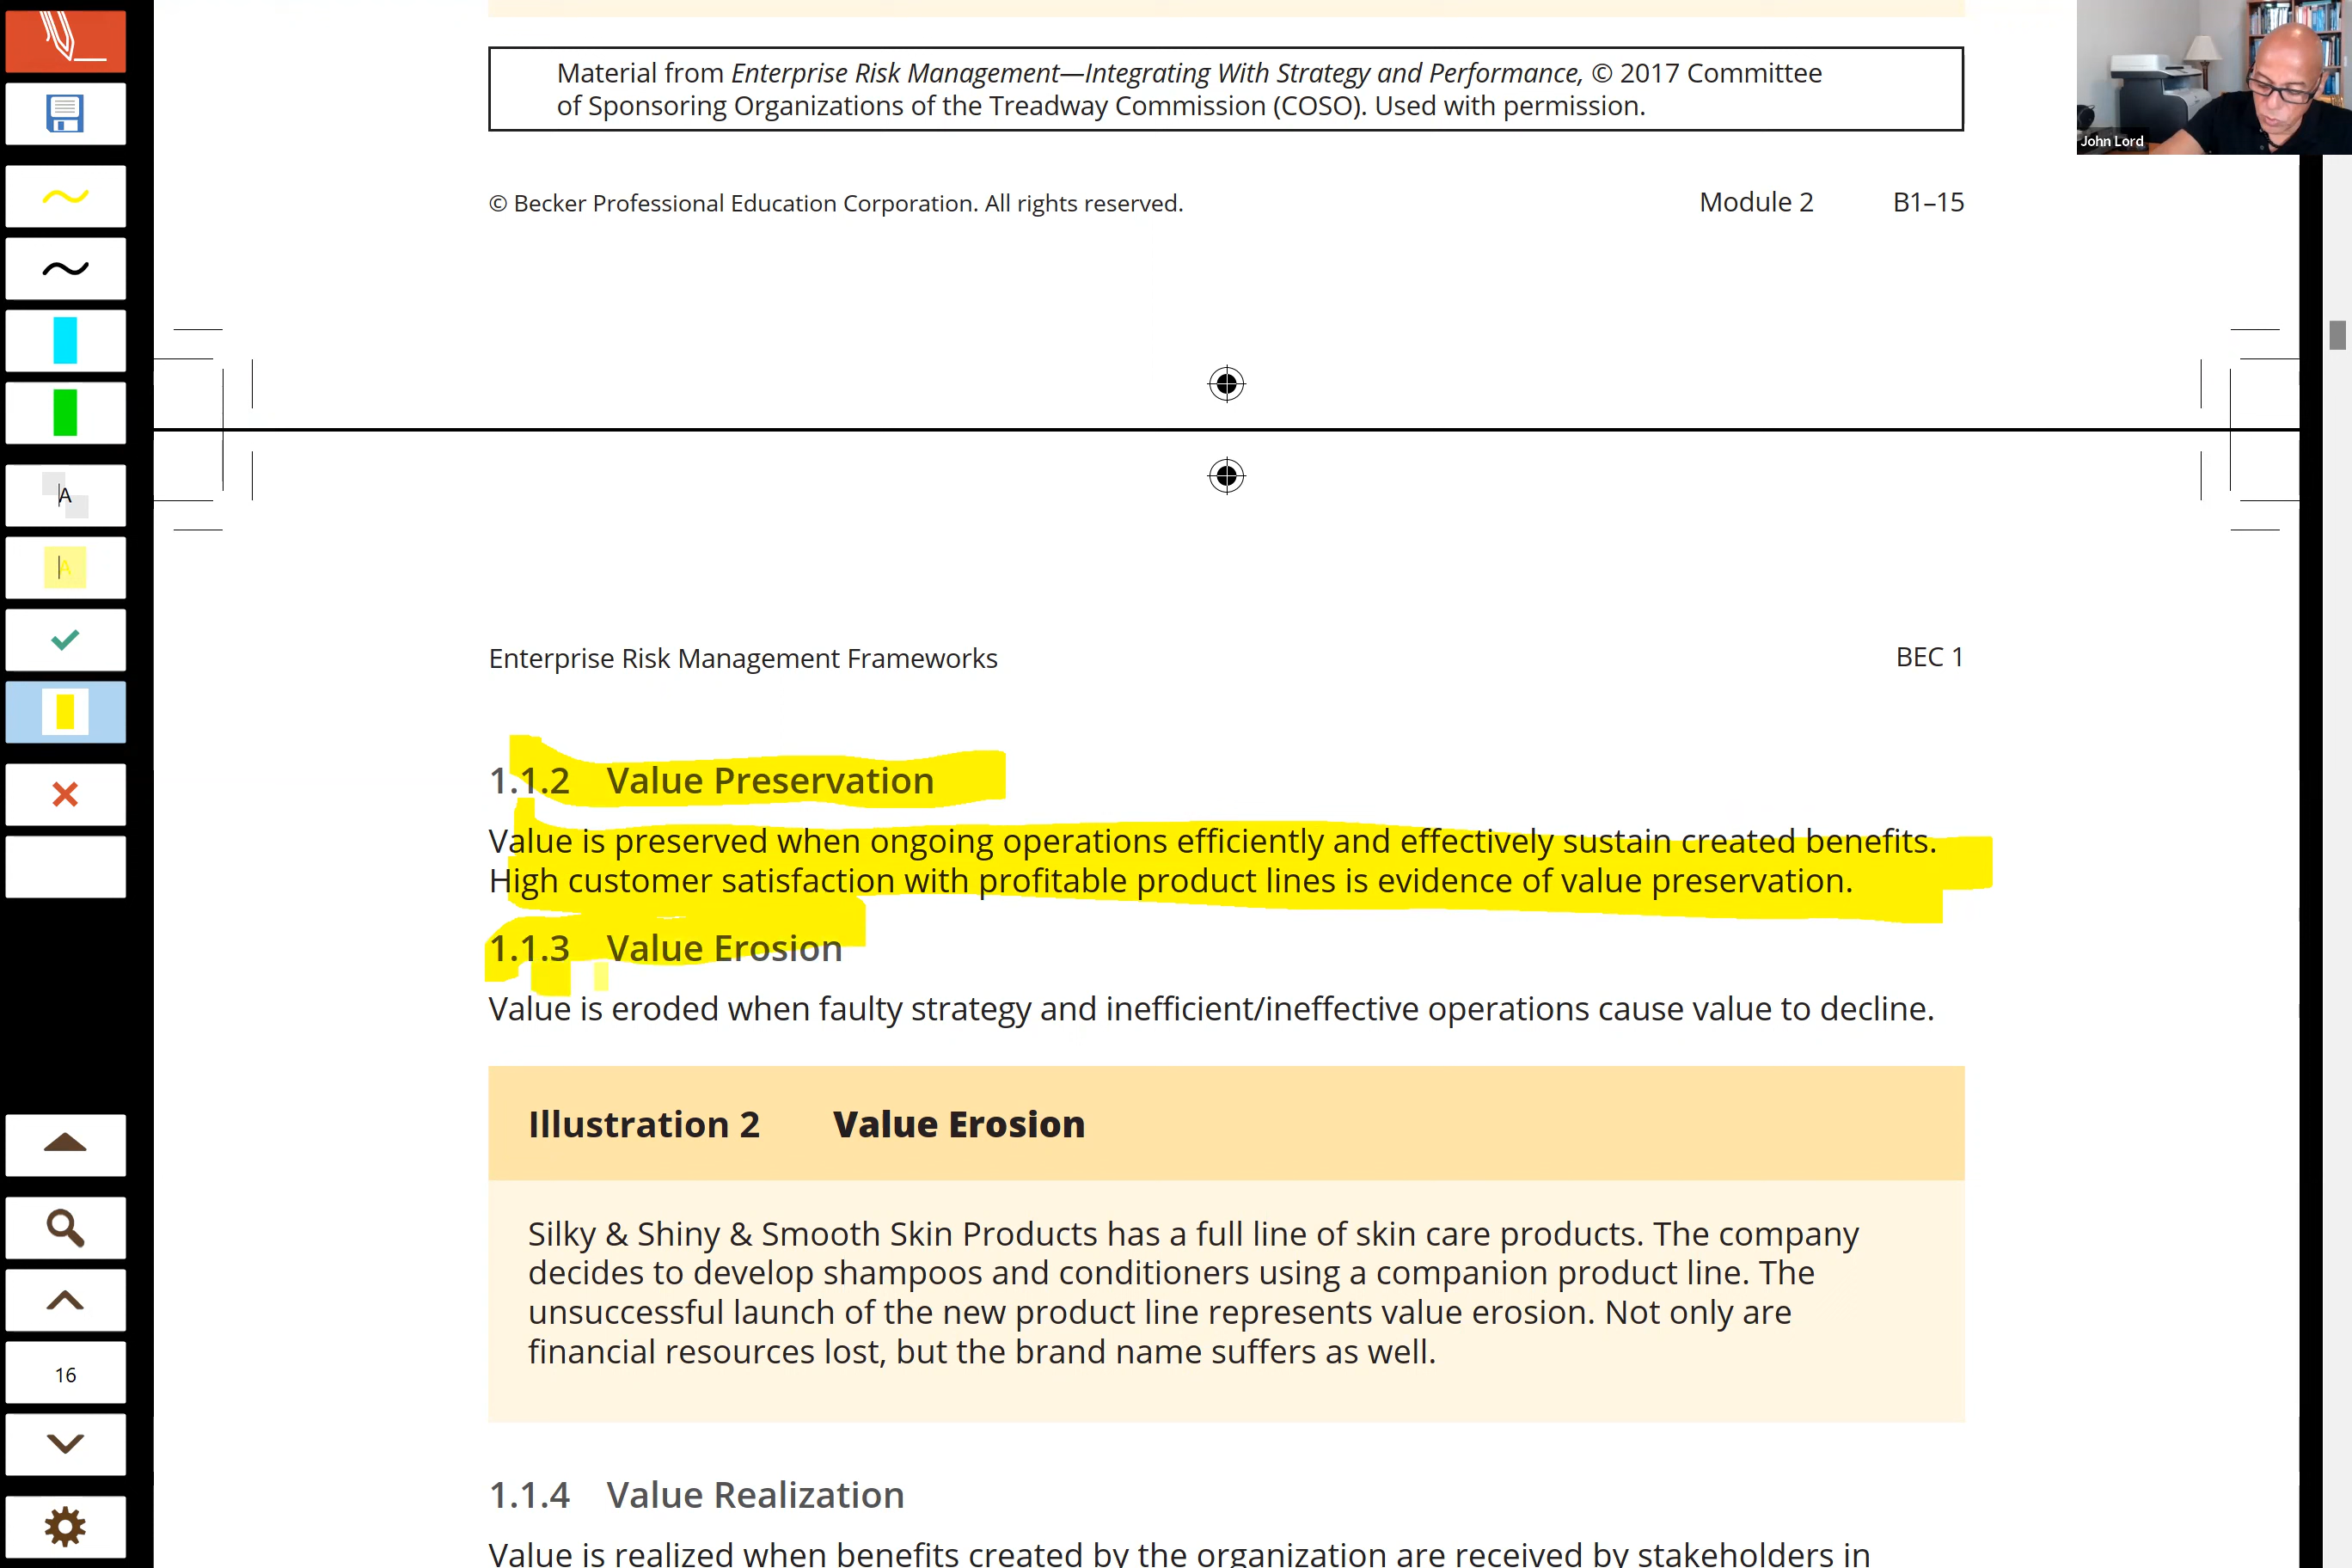 Material from Enterprise Risk Management—Integrating With Strategy and Performance, © 2017 Committee
of Sponsoring Organizations of the Treadway Commission (COSO). Used with permission.
John Lord
© Becker Professional Education Corporation. All rights reserved.
Module 2 B1–15
A
A
Enterprise Risk Management Frameworks
BEC 1
1.1.2 Value Preservation
Value is preserved when ongoing operations efficiently and effectively sustain created benefits.
High customer satisfaction with profitable product lines is evidence of value preservation.
1.1.3 Value Erosion
Value is eroded when faulty strategy and inefficient/ineffective operations cause value to decline.
Illustration 2 Value Erosion
Silky & Shiny & Smooth Skin Products has a full line of skin care products. The company
decides to develop shampoos and conditioners using a companion product line. The
unsuccessful launch of the new product line represents value erosion. Not only are
financial resources lost, but the brand name suffers as well.
16
1.1.4 Value Realization
Value is realized when benefits created by the organization are received by stakeholders in